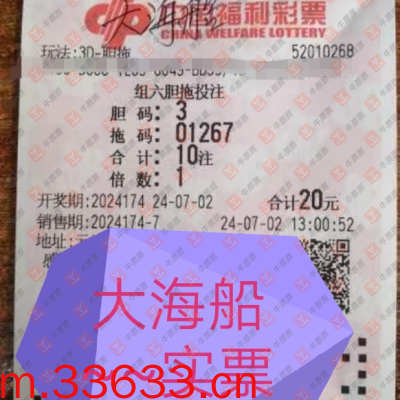 大海船
中国福利彩票
CHINA WELFARE LOTTERY
玩法:3D-胆拖 52010268
组六胆拖投注
胆 码: 3
拖 码: 01267
合 计: 10注
倍 数: 1
开奖期:2024174 24-07-02 合计20元
销售期:2024174-7 24-07-02 13:00:52
地址:
大海船
实票
m.33633.cn